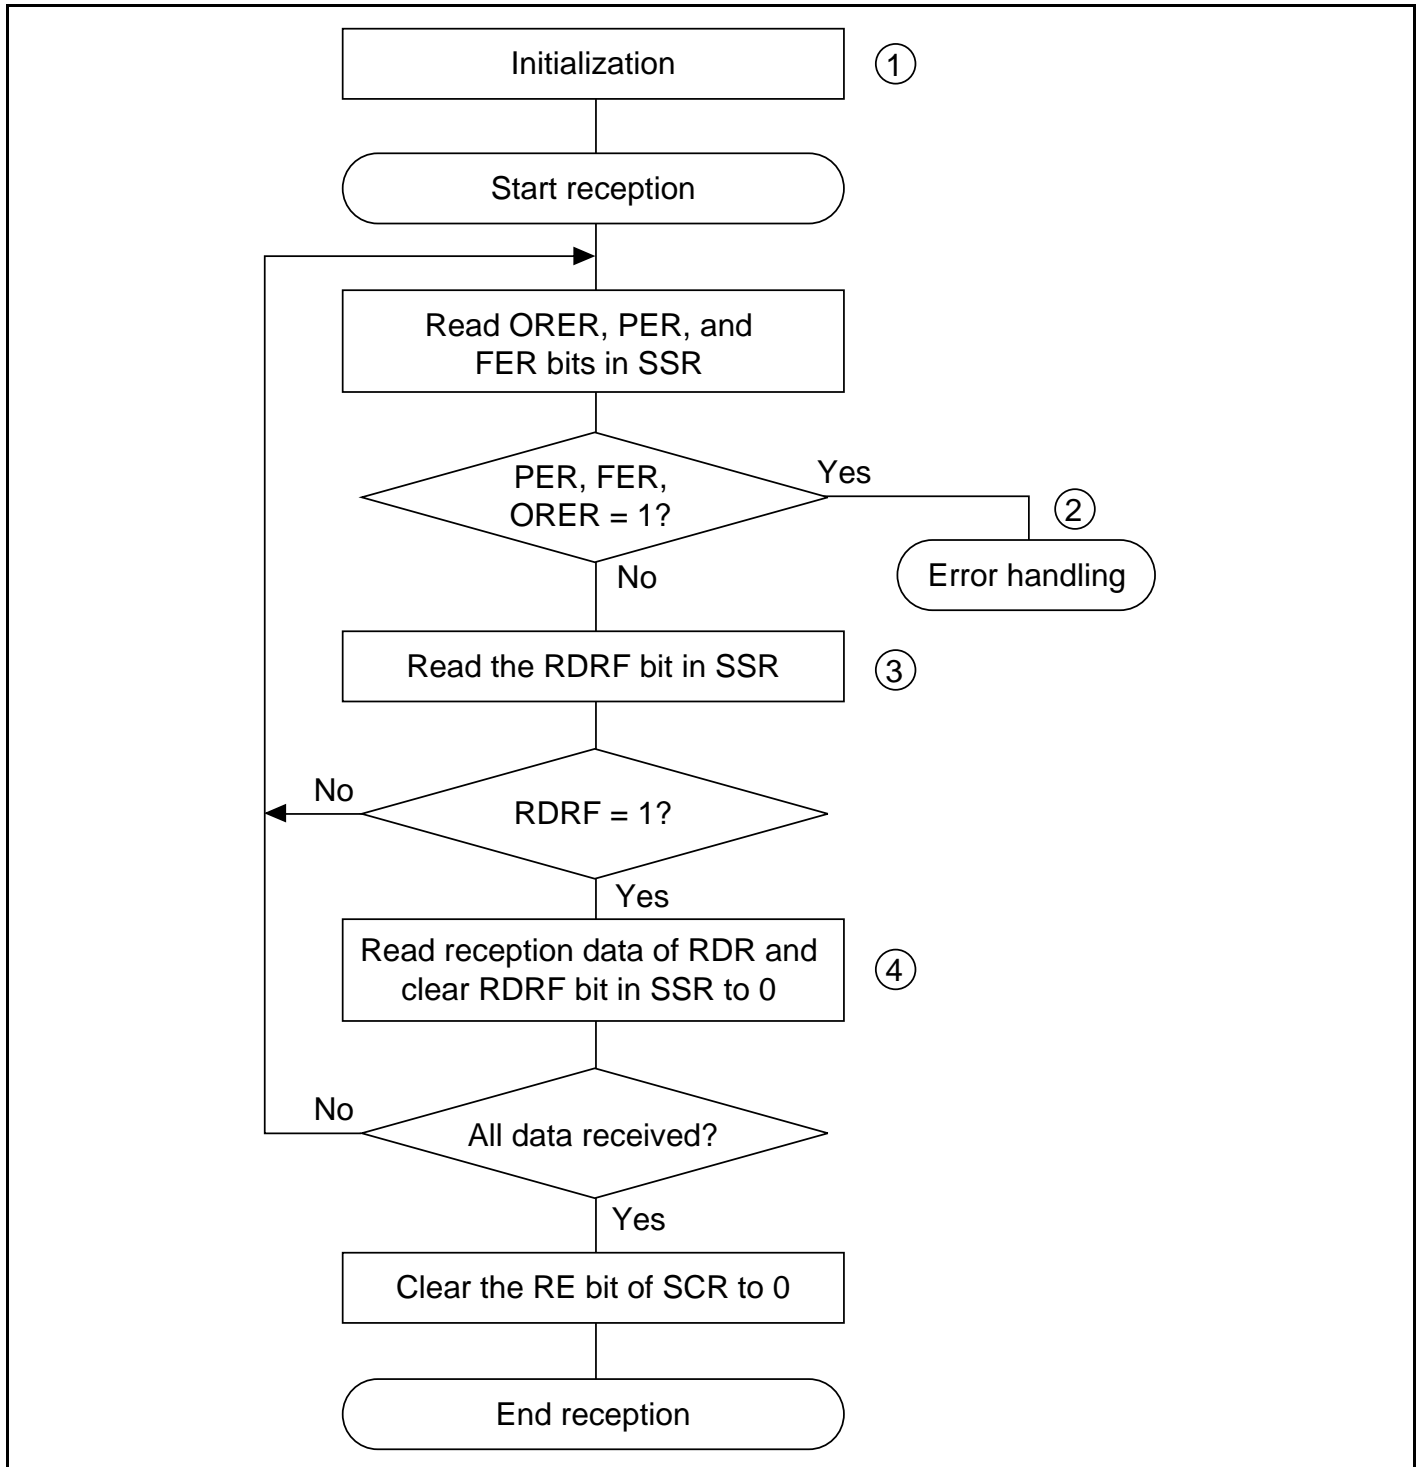 Initialization
①
Start reception
Read ORER, PER, and
FER bits in SSR
PER, FER,
ORER = 1?
Yes
②
Error handling
No
Read the RDRF bit in SSR
③
No
RDRF = 1?
Yes
Read reception data of RDR and
clear RDRF bit in SSR to 0
④
No
All data received?
Yes
Clear the RE bit of SCR to 0
End reception